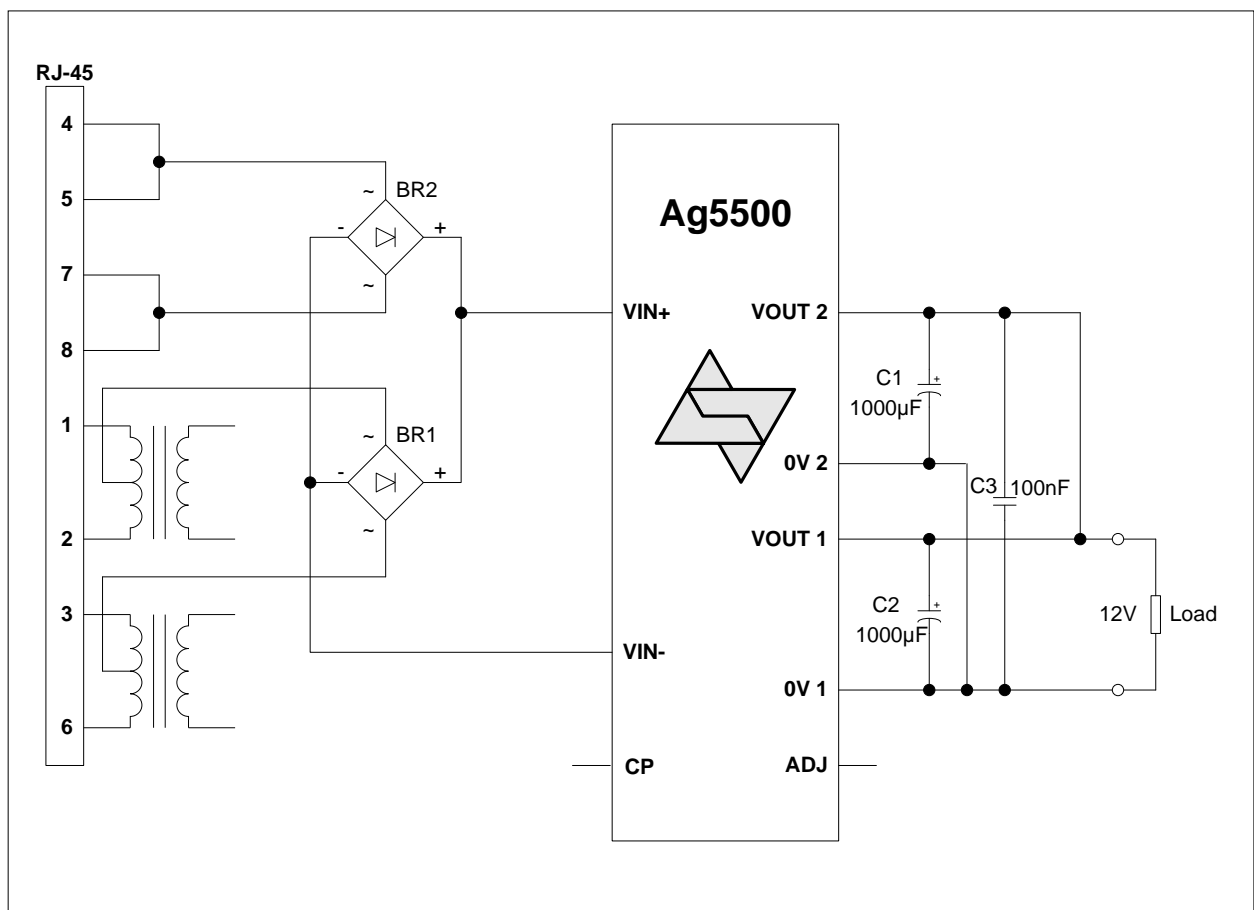 RJ-45
4
5
7
8
1
2
3
6
~
BR2
-
+
~
~
BR1
-
+
~
Ag5500
VIN+
VOUT 2
0V 2
VOUT 1
VIN-
0V 1
CP
ADJ
C1
+
1000µF
C3
100nF
C2
+
1000µF
12V
Load